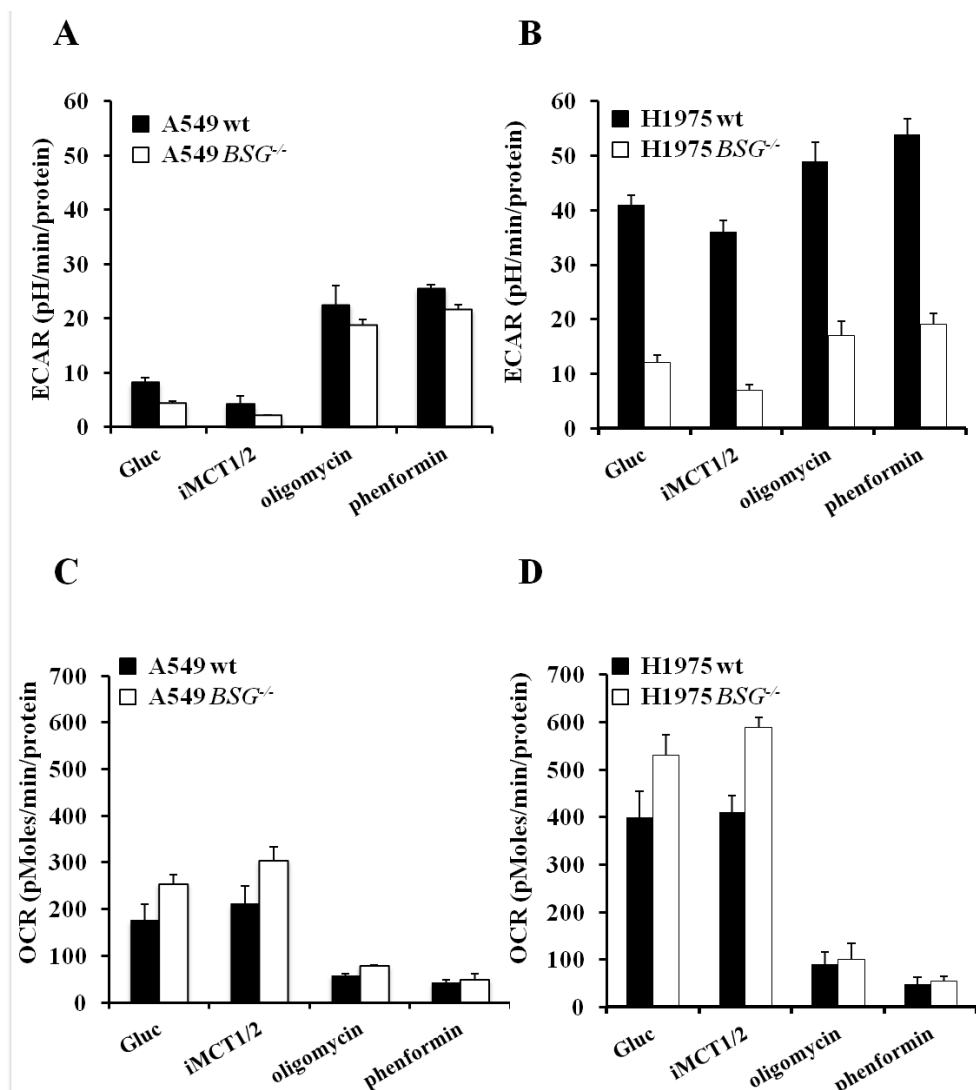 A
ECAR (pH/min/protein)
60
50
40
30
20
10
0
A549 wt
A549 BSG-/-
Gluc
iMCT1/2
oligomycin
phenformin
B
ECAR (pH/min/protein)
60
50
40
30
20
10
0
H1975 wt
H1975 BSG-/-
Gluc
iMCT1/2
oligomycin
phenformin
C
OCR (pMoles/min/protein
700
600
500
400
300
200
100
0
A549 wt
A549 BSG-/-
Gluc
iMCT1/2
oligomycin
phenformin
D
OCR (pMoles/min/protein
700
600
500
400
300
200
100
0
H1975 wt
H1975 BSG-/-
Gluc
iMCT1/2
oligomycin
phenformin